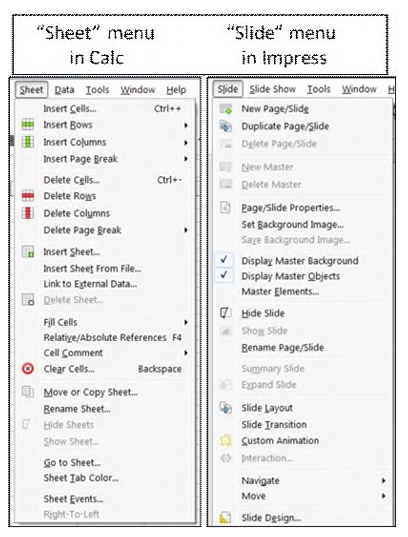 “Sheet” menu
in Calc
“Slide” menu
in Impress
Sheet Data Tools Window Help
Insert Cells... Ctrl++
Insert Rows
Insert Columns
Insert Page Break
Delete Cells... Ctrl+-
Delete Rows
Delete Columns
Delete Page Break
Insert Sheet...
Insert Sheet From File...
Link to External Data...
Delete Sheet...
Fill Cells
Relative/Absolute References F4
Cell Comment
Clear Cells... Backspace
Move or Copy Sheet...
Rename Sheet...
Hide Sheets
Show Sheet...
Go to Sheet...
Sheet Tab Color...
Sheet Events...
Right-To-Left
Slide Slide Show Tools Window H
New Page/Slide
Duplicate Page/Slide
Delete Page/Slide
New Master
Delete Master
Page/Slide Properties...
Set Background Image...
Save Background Image...
Display Master Background
Display Master Objects
Master Elements...
Hide Slide
Show Slide
Rename Page/Slide
Summary Slide
Expand Slide
Slide Layout
Slide Transition
Custom Animation
Interaction...
Navigate
Move
Slide Design...